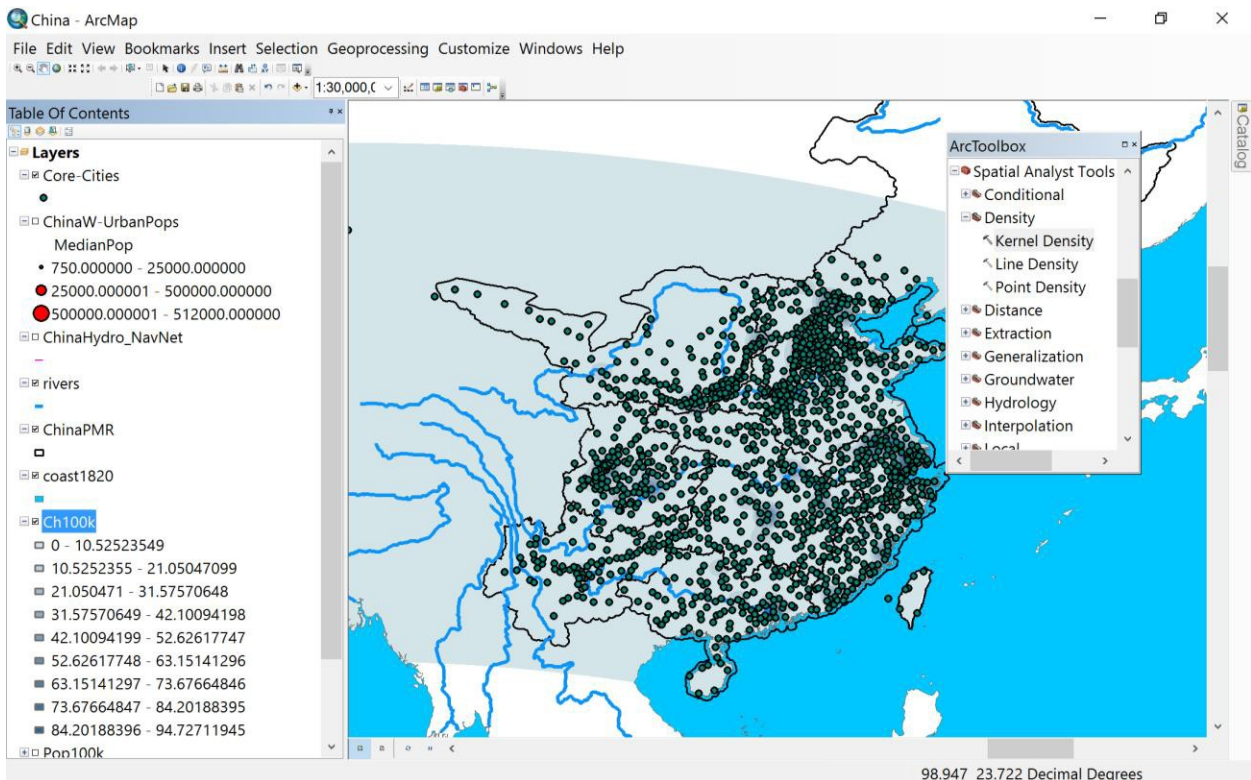 China - ArcMap
File Edit View Bookmarks Insert Selection Geoprocessing Customize Windows Help
1:30,000,(
Table Of Contents
Layers
Core-Cities
ChinaW-UrbanPops
MedianPop
750.000000 - 25000.000000
25000.000001 - 500000.000000
500000.000001 - 512000.000000
ChinaHydro_NavNet
rivers
ChinaPMR
coast1820
Ch100k
0 - 10.52523549
10.5252355 - 21.05047099
21.050471 - 31.57570648
31.57570649 - 42.10094198
42.10094199 - 52.62617747
52.62617748 - 63.15141296
63.15141297 - 73.67664846
73.67664847 - 84.20188395
84.20188396 - 94.72711945
Pop100k
ArcToolbox
Spatial Analyst Tools
Conditional
Density
Kernel Density
Line Density
Point Density
Distance
Extraction
Generalization
Groundwater
Hydrology
Interpolation
Local
Catalog
98.947 23.722 Decimal Degrees